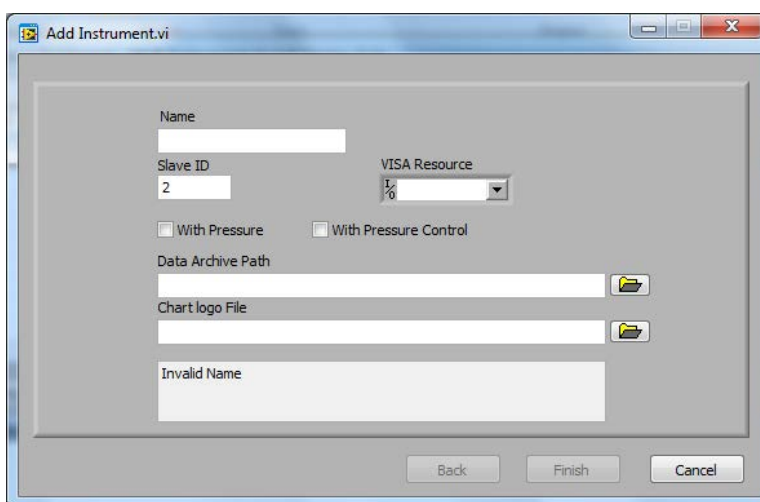 Add Instrument.vi
Name
Slave ID
VISA Resource
2
I/O
With Pressure
With Pressure Control
Data Archive Path
Chart logo File
Invalid Name
Back
Finish
Cancel